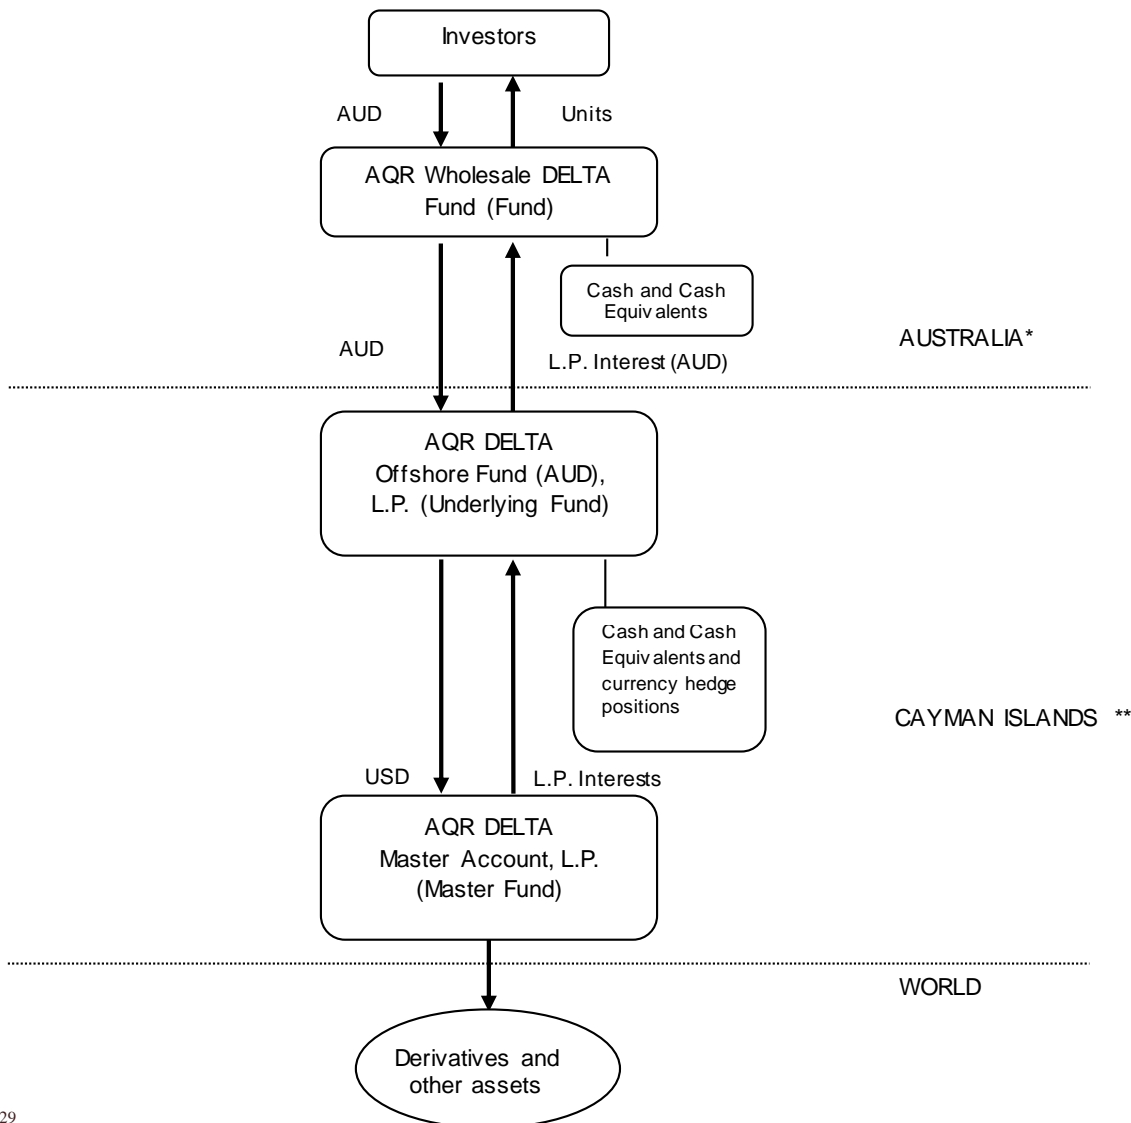 Investors
AUD
Units
AQR Wholesale DELTA
Fund (Fund)
Cash and Cash
Equivalents
AUSTRALIA*
AUD
L.P. Interest (AUD)
AQR DELTA
Offshore Fund (AUD),
L.P. (Underlying Fund)
Cash and Cash
Equivalents and
currency hedge
positions
CAYMAN ISLANDS **
USD
L.P. Interests
AQR DELTA
Master Account, L.P.
(Master Fund)
WORLD
Derivatives and
other assets
29